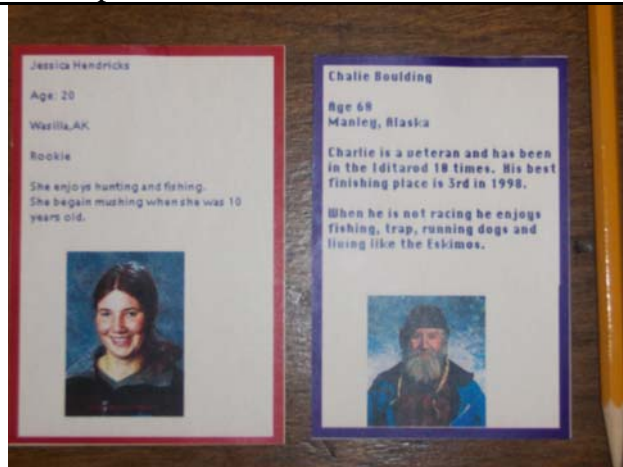 Jessica Hendricks
Age: 20
Wasilla,AK
Rookie
She enjoys hunting and fishing.
She begain mushing when she was 10
years old.
Chalie Boulding
Age 60
Manley, Alaska
Charlie is a veteran and has been
in the Iditarod 10 times. His best
finishing place is 3rd in 1998.
When he is not racing he enjoys
fishing, trap, running dogs and
living like the Eskimos.